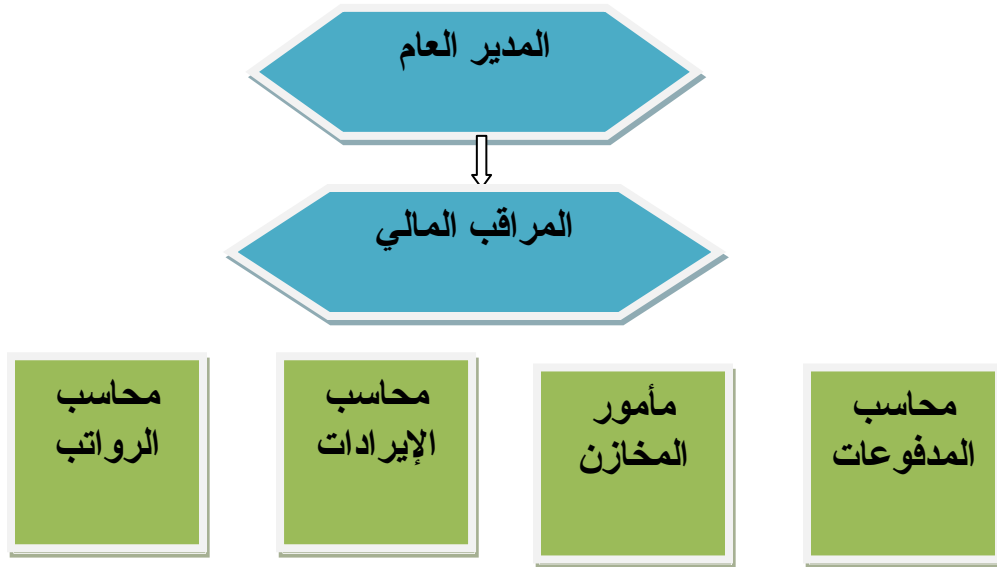 المدير العام
المراقب المالي
محاسب
المدفوعات
مأمور
المخازن
محاسب
الإيرادات
محاسب
الرواتب